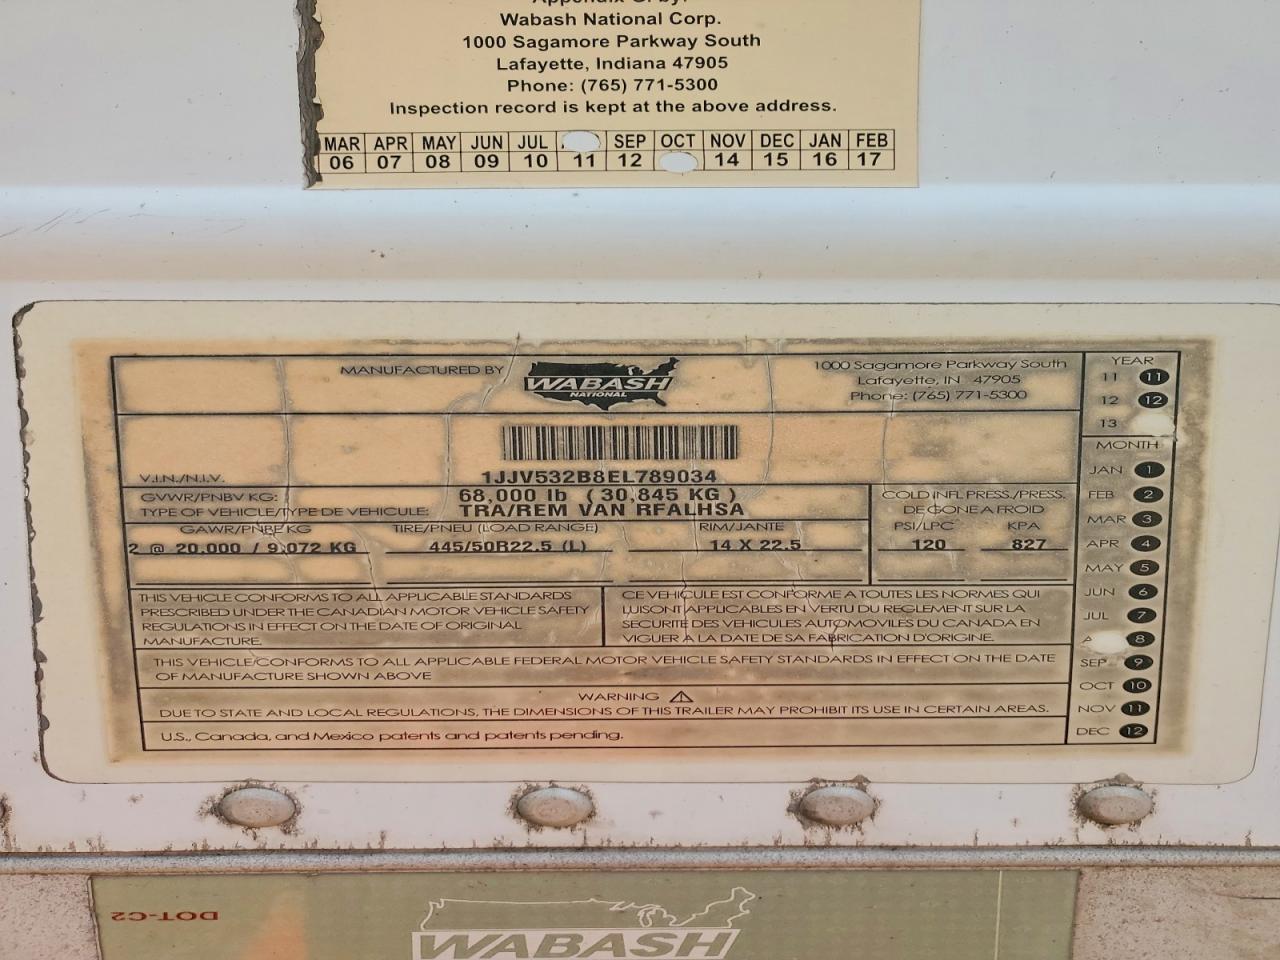 Wabash National Corp.
1000 Sagamore Parkway South
Lafayette, Indiana 47905
Phone: (765) 771-5300
Inspection record is kept at the above address.
MAR APR MAY JUN JUL SEP OCT NOV DEC JAN FEB
06 07 08 09 10 11 12 14 15 16 17
MANUFACTURED BY WABASH NATIONAL
1000 Sagamore Parkway South
Lafayette, IN 47905
Phone: (765) 771-5300
V.I.N./N.I.V. 1JJV532B8EL789034
GVWR/PNBV KG: 68,000 lb ( 30,845 KG )
TYPE OF VEHICLE/TYPE DE VEHICULE: TRA/REM VAN RFALHSA
COLD INFL PRESS./PRESS.
DE GONE A FROID
GAWR/PNBE KG TIRE/PNEU (LOAD RANGE) RIM/JANTE PSI/LPC KPA
2 @ 20,000 / 9,072 KG 445/50R22.5 (L) 14 X 22.5 120 827
THIS VEHICLE CONFORMS TO ALL APPLICABLE STANDARDS
PRESCRIBED UNDER THE CANADIAN MOTOR VEHICLE SAFETY
REGULATIONS IN EFFECT ON THE DATE OF ORIGINAL
MANUFACTURE.
CE VEHICULE EST CONFORME A TOUTES LES NORMES QUI
LUI SONT APPLICABLES EN VERTU DU REGLEMENT SUR LA
SECURITE DES VEHICULES AUTOMOVILES DU CANADA EN
VIGUER A LA DATE DE SA FABRICATION D'ORIGINE.
THIS VEHICLE CONFORMS TO ALL APPLICABLE FEDERAL MOTOR VEHICLE SAFETY STANDARDS IN EFFECT ON THE DATE
OF MANUFACTURE SHOWN ABOVE
WARNING
DUE TO STATE AND LOCAL REGULATIONS, THE DIMENSIONS OF THIS TRAILER MAY PROHIBIT ITS USE IN CERTAIN AREAS.
U.S., Canada, and Mexico patents and patents pending.
YEAR
11 11
12 12
13
MONTH
JAN 1
FEB 2
MAR 3
APR 4
MAY 5
JUN 6
JUL 7
A 8
SEP 9
OCT 10
NOV 11
DEC 12
DOT-C2
WABASH